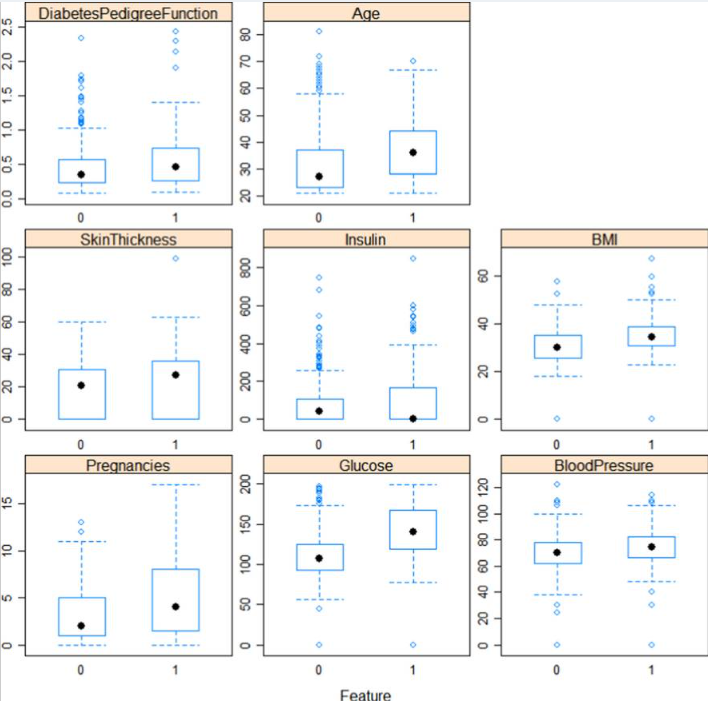 DiabetesPedigreeFunction
Age
0.0 0.5 1.0 1.5 2.0 2.5
20 30 40 50 60 70 80
0 1
0 1
SkinThickness
Insulin
BMI
0 20 40 60 80 100
0 200 400 600 800
0 20 40 60
0 1
0 1
0 1
Pregnancies
Glucose
BloodPressure
0 5 10 15
0 50 100 150 200
0 20 40 60 80 100 120
0 1
0 1
0 1
Feature